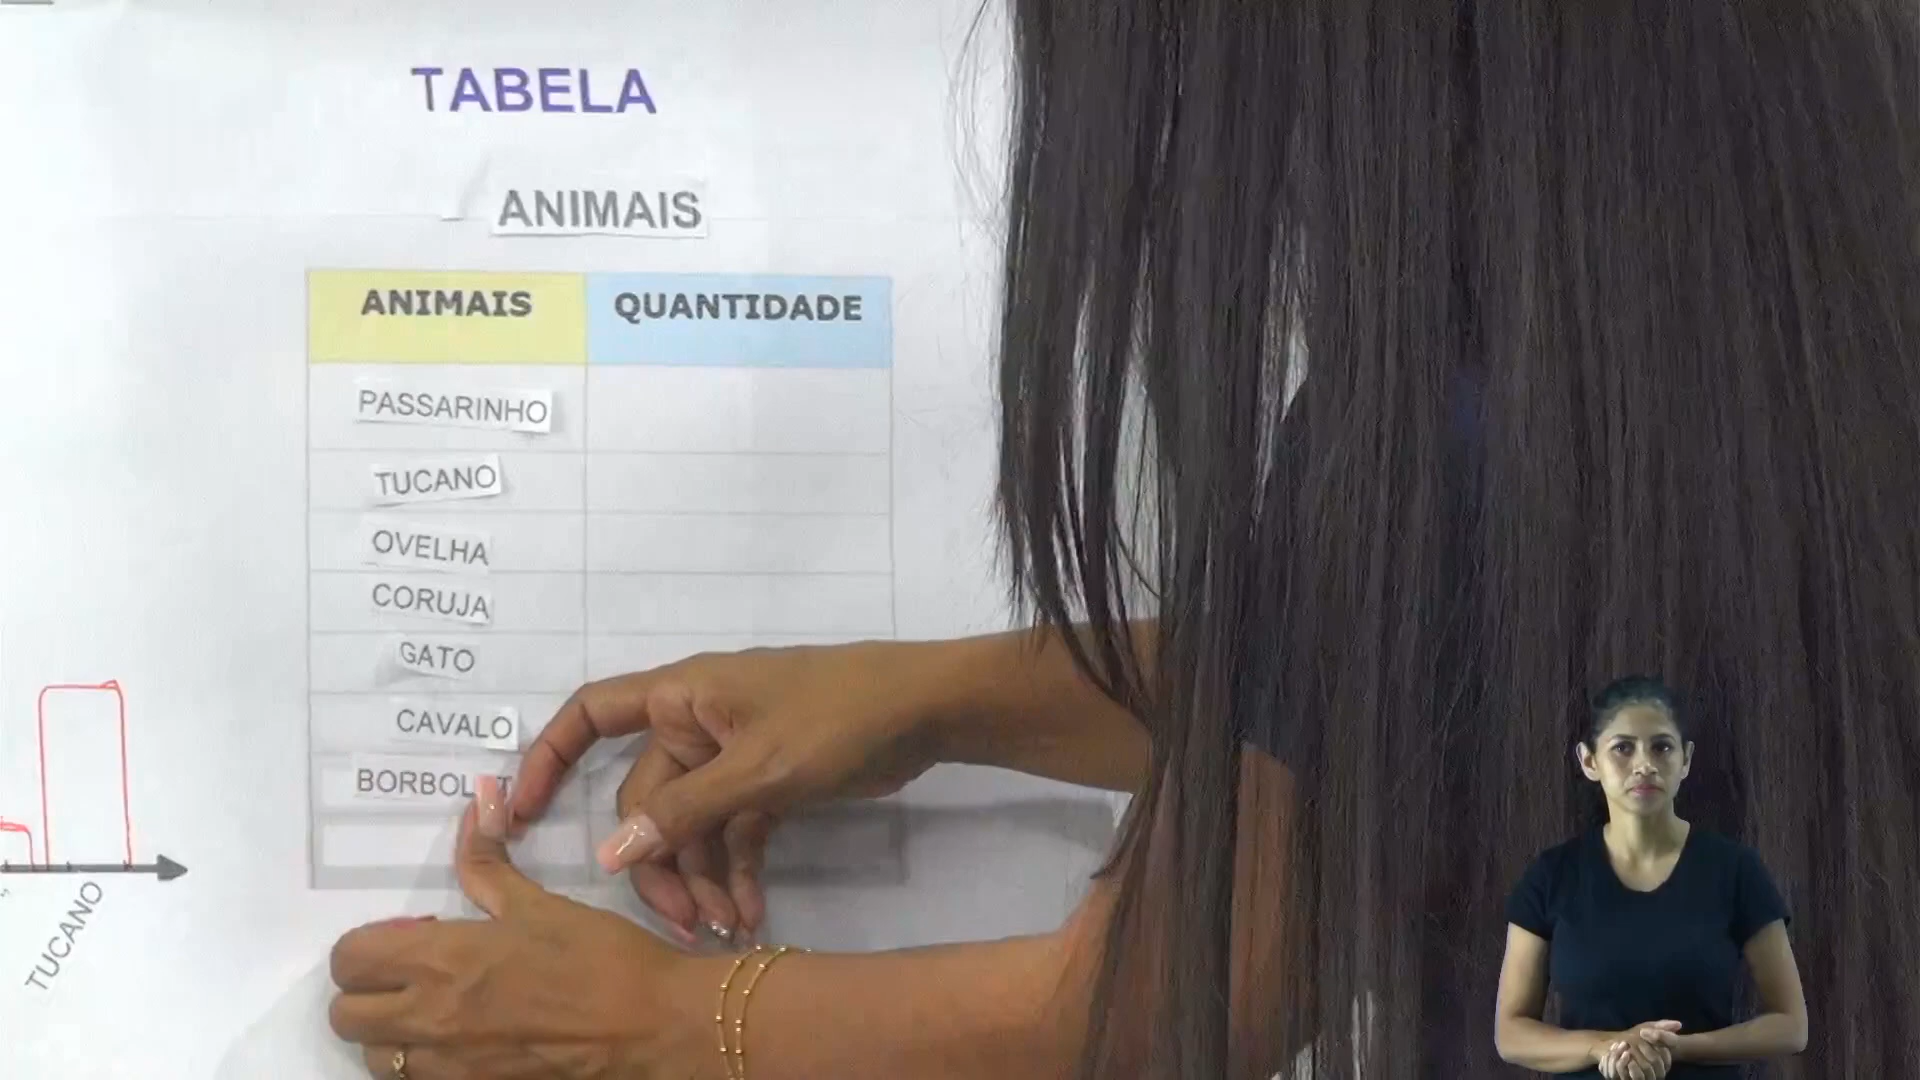 TABELA
ANIMAIS
ANIMAIS QUANTIDADE
PASSARINHO
TUCANO
OVELHA
CORUJA
GATO
CAVALO
TUCANO